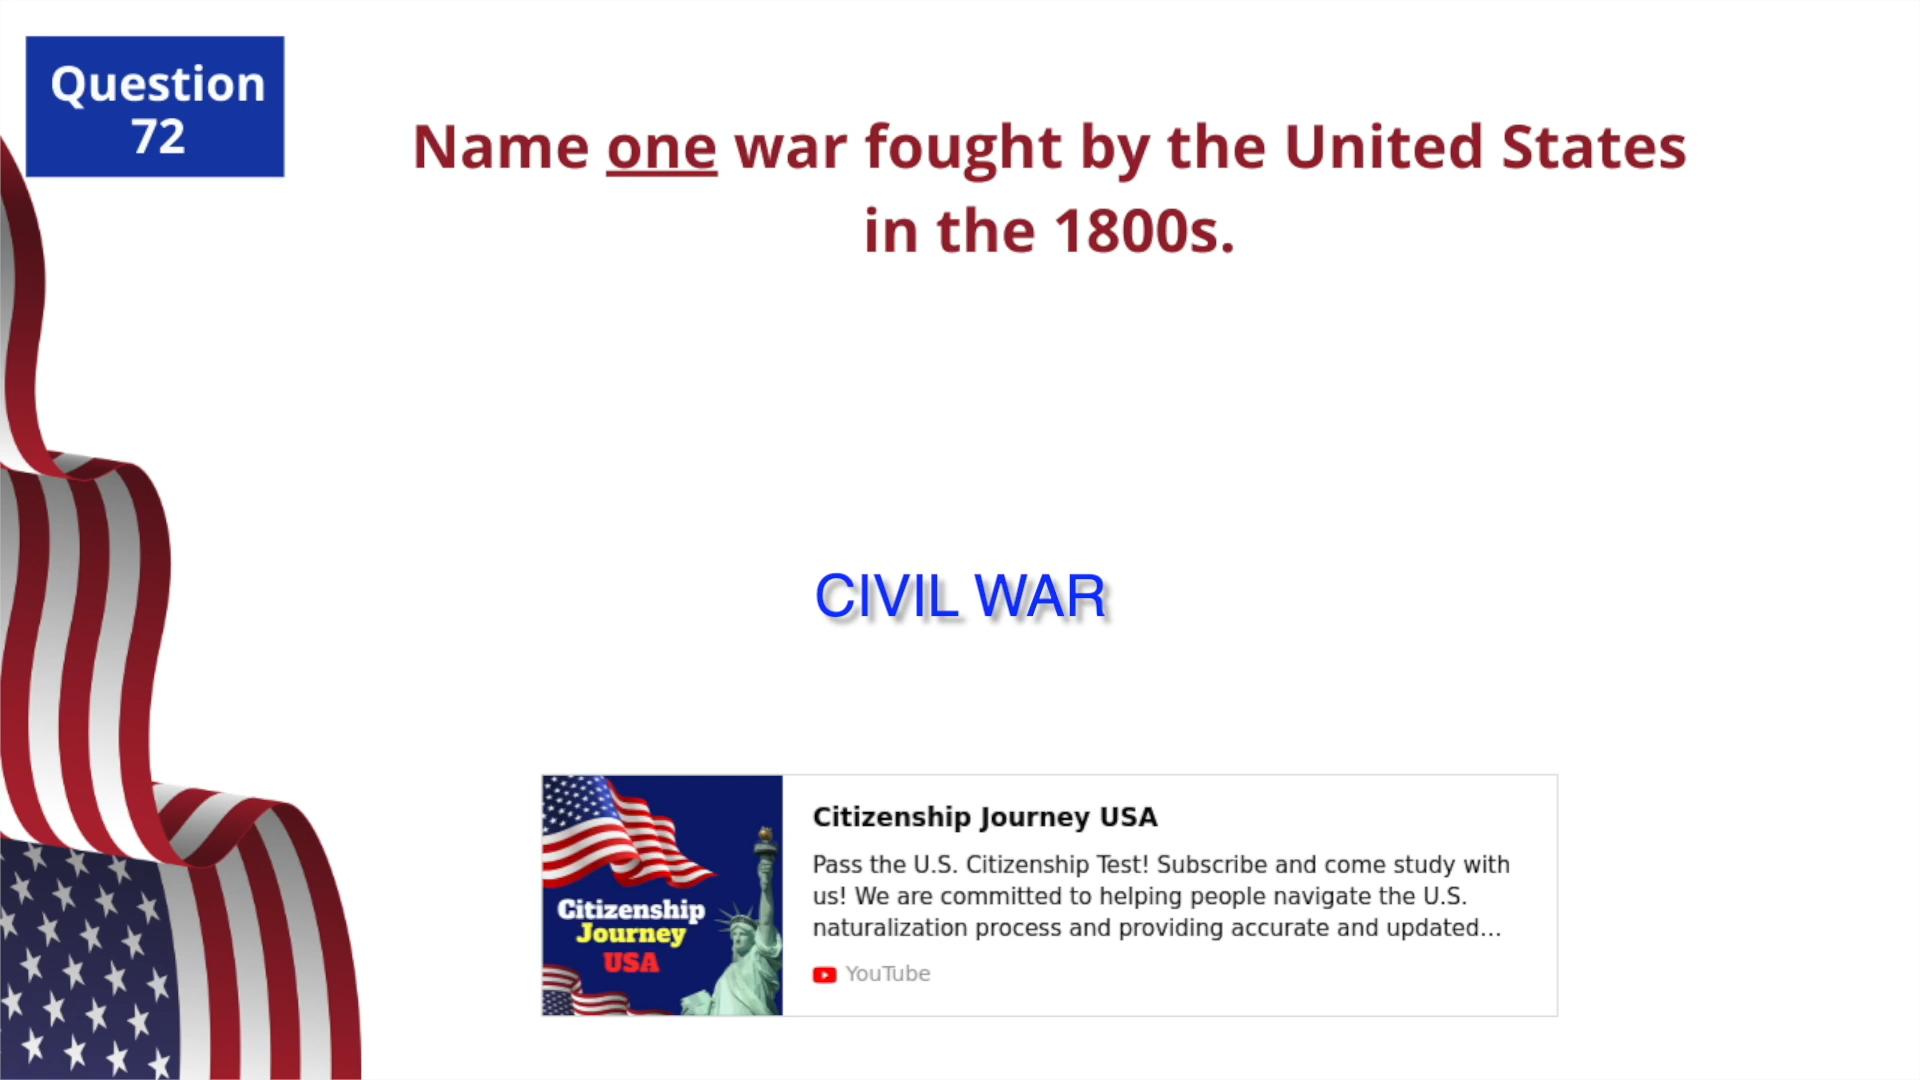 Question
72
Name one war fought by the United States
in the 1800s.
CIVIL WAR
Citizenship
Journey
USA
Citizenship Journey USA
Pass the U.S. Citizenship Test! Subscribe and come study with
us! We are committed to helping people navigate the U.S.
naturalization process and providing accurate and updated...
YouTube